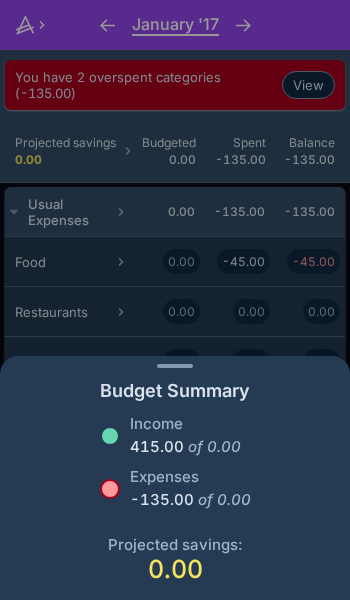 January '17
You have 2 overspent categories
(-135.00)
View
Projected savings Budgeted Spent Balance
0.00 0.00 -135.00 -135.00
Usual
Expenses
0.00 -135.00 -135.00
Food 0.00 -45.00 -45.00
Restaurants 0.00 0.00 0.00
Budget Summary
Income
415.00 of 0.00
Expenses
-135.00 of 0.00
Projected savings:
0.00